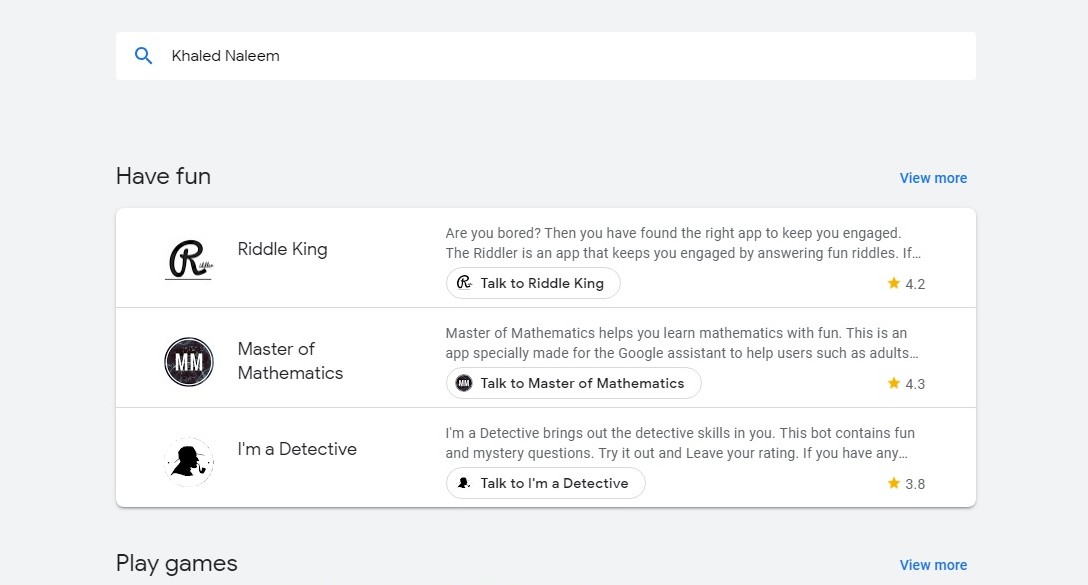 Khaled Naleem
Have fun
View more
R iddler
Riddle King
Are you bored? Then you have found the right app to keep you engaged.
The Riddler is an app that keeps you engaged by answering fun riddles. If...
R Talk to Riddle King
4.2
MM
Master of
Mathematics
Master of Mathematics helps you learn mathematics with fun. This is an
app specially made for the Google assistant to help users such as adults...
MM Talk to Master of Mathematics
4.3
I'm a Detective
I'm a Detective brings out the detective skills in you. This bot contains fun
and mystery questions. Try it out and Leave your rating. If you have any...
Talk to I'm a Detective
3.8
Play games
View more